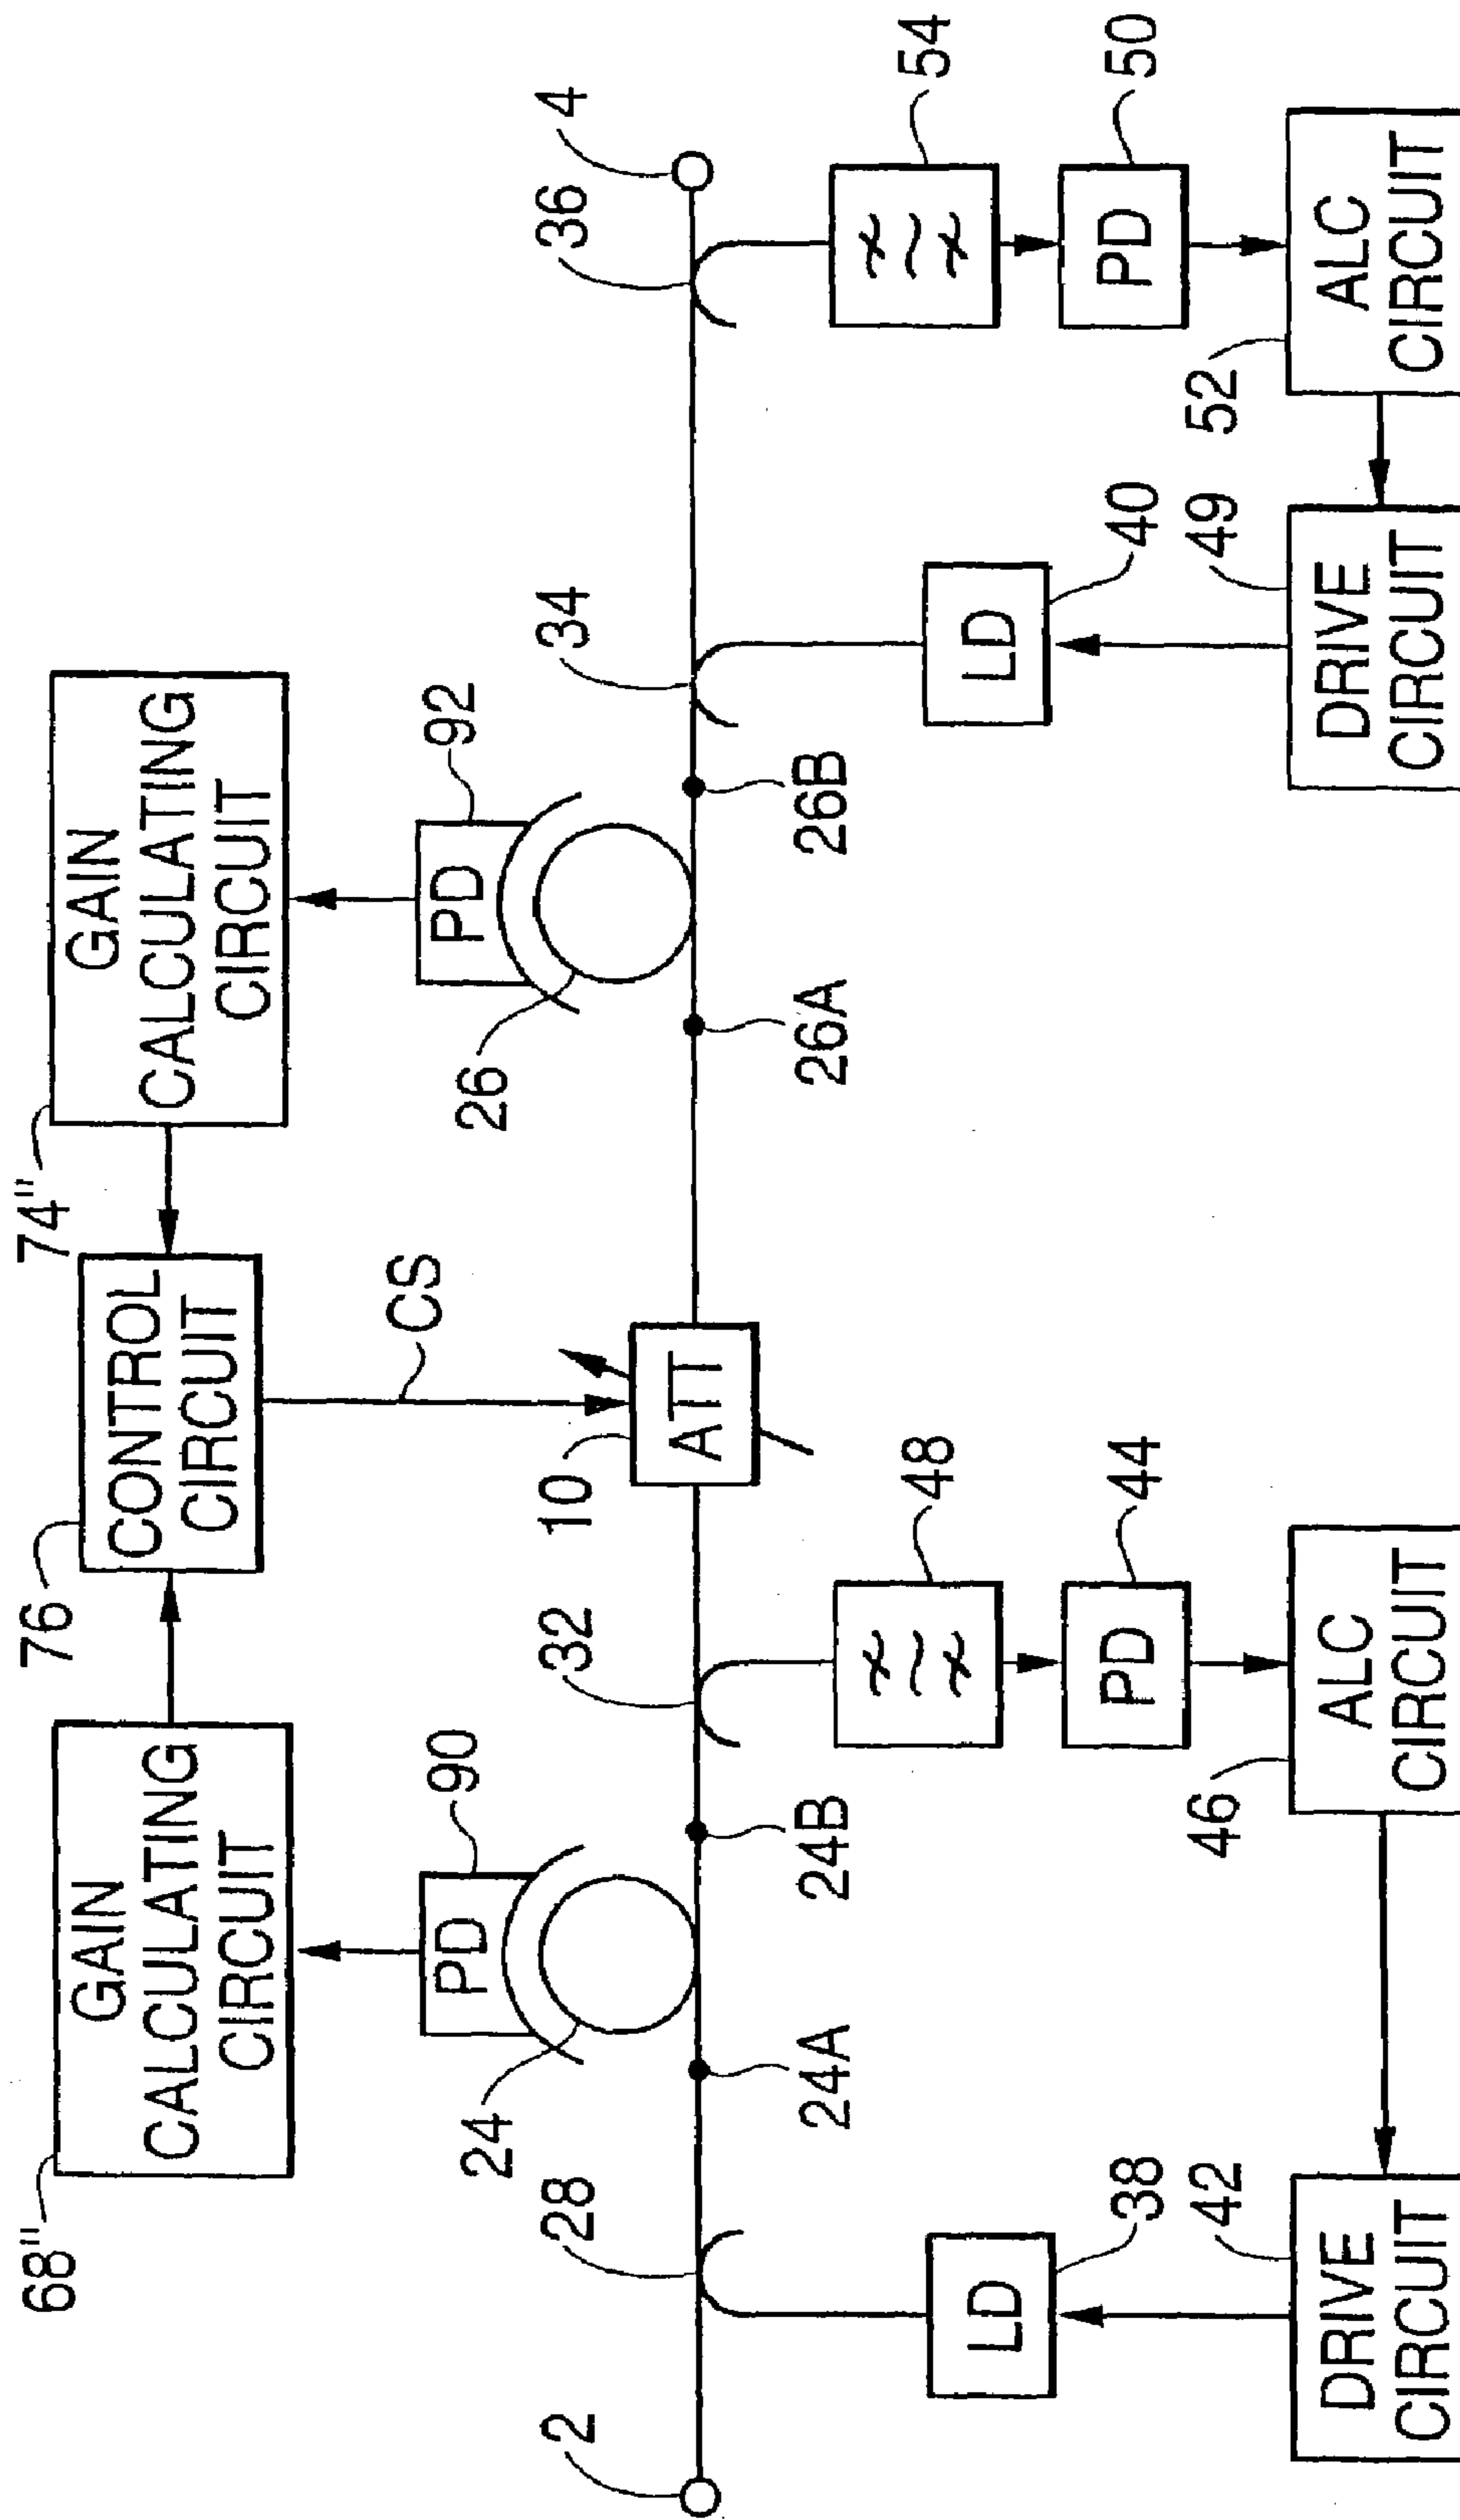 68"
GAIN
CALCULATING
CIRCUIT
76
CONTROL
CIRCUIT
74"
GAIN
CALCULATING
CIRCUIT
CS
90
PD
92
PD
24
26
2
28
32
10
34
36
4
ATT
24A
24B
26A
26B
48
54
LD
38
PD
44
LD
40
PD
50
42
DRIVE
CIRCUIT
46
ALC
CIRCUIT
49
DRIVE
CIRCUIT
52
ALC
CIRCUIT